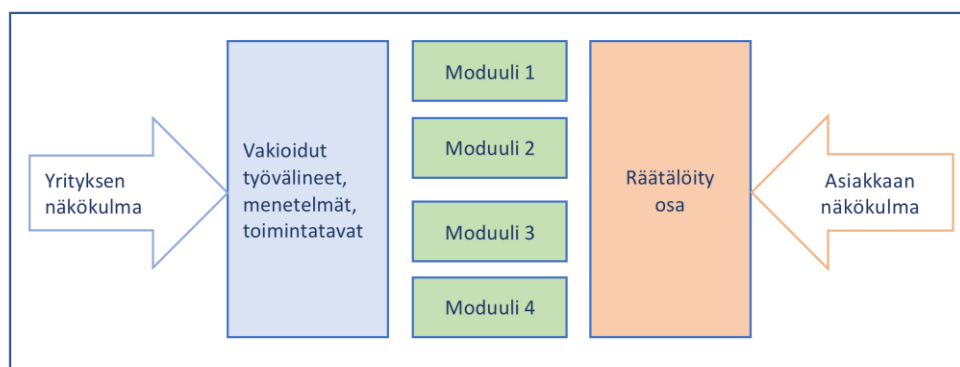 Yrityksen
näkökulma
Vakioidut
työvälineet,
menetelmät,
toimintatavat
Moduuli 1
Moduuli 2
Moduuli 3
Moduuli 4
Räätälöity
osa
Asiakkaan
näkökulma